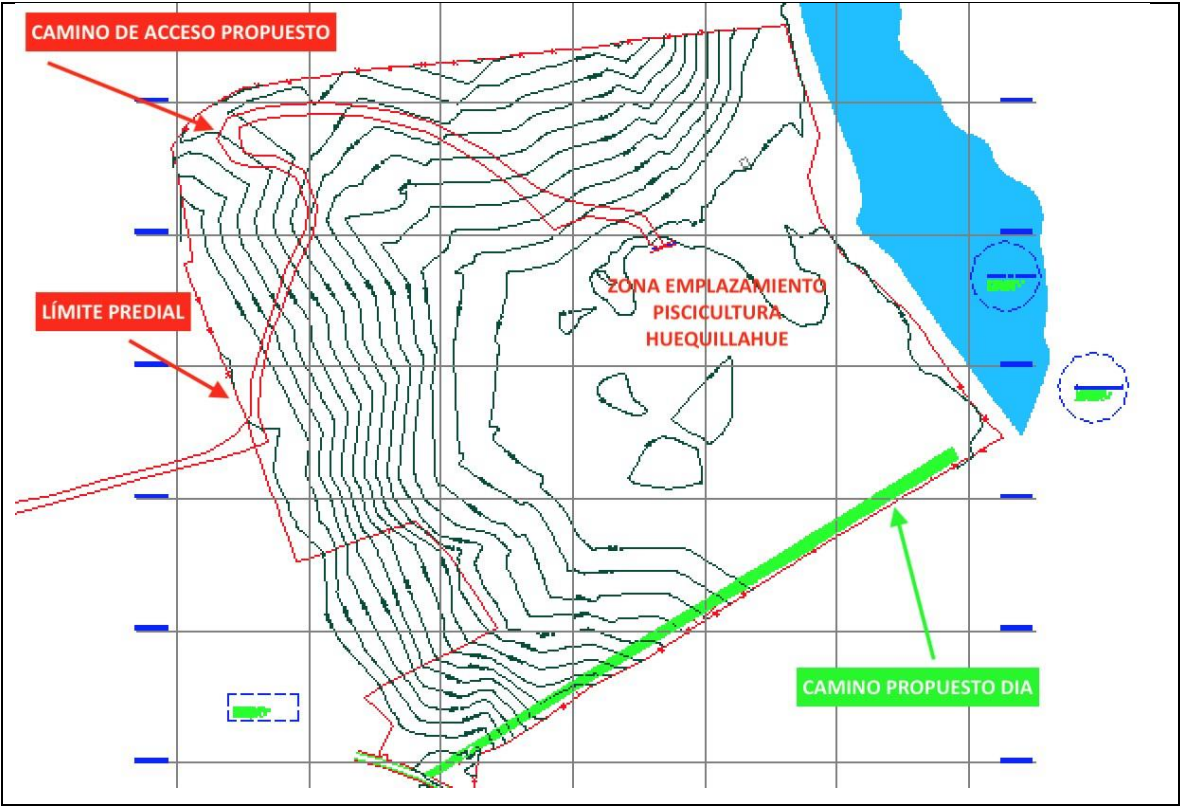 CAMINO DE ACCESO PROPUESTO
LÍMITE PREDIAL
ZONA EMPLAZAMIENTO
PISCICULTURA
HUEQUILLAHUE
CAMINO PROPUESTO DIA